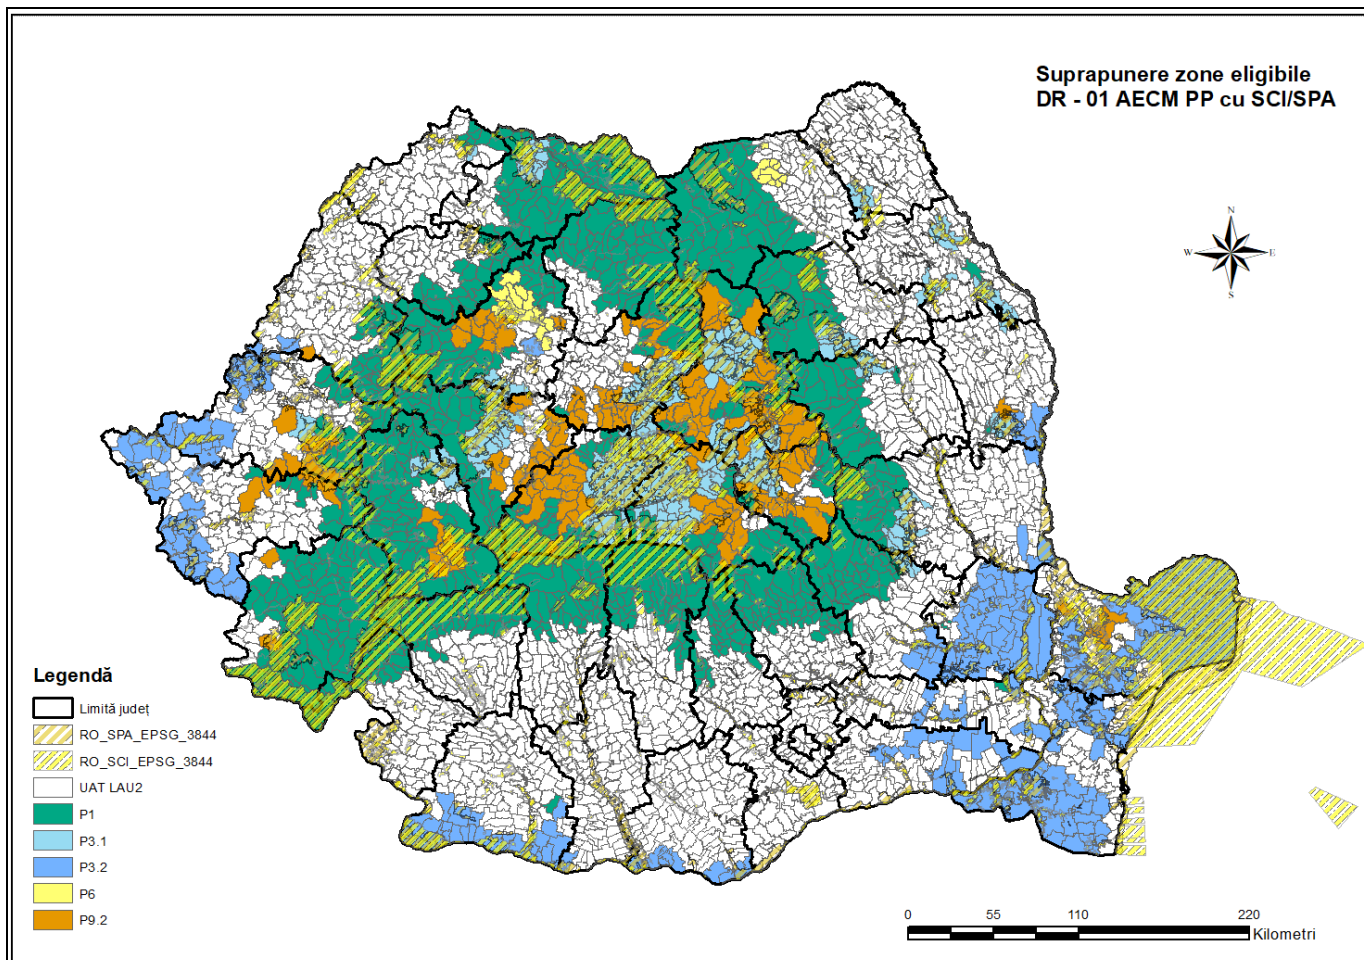 Suprapunere zone eligibile
DR - 01 AECM PP cu SCI/SPA
N
W
E
S
Legendă
Limită județ
RO_SPA_EPSG_3844
RO_SCI_EPSG_3844
UAT LAU2
P1
P3.1
P3.2
P6
P9.2
0 55 110 220
Kilometri